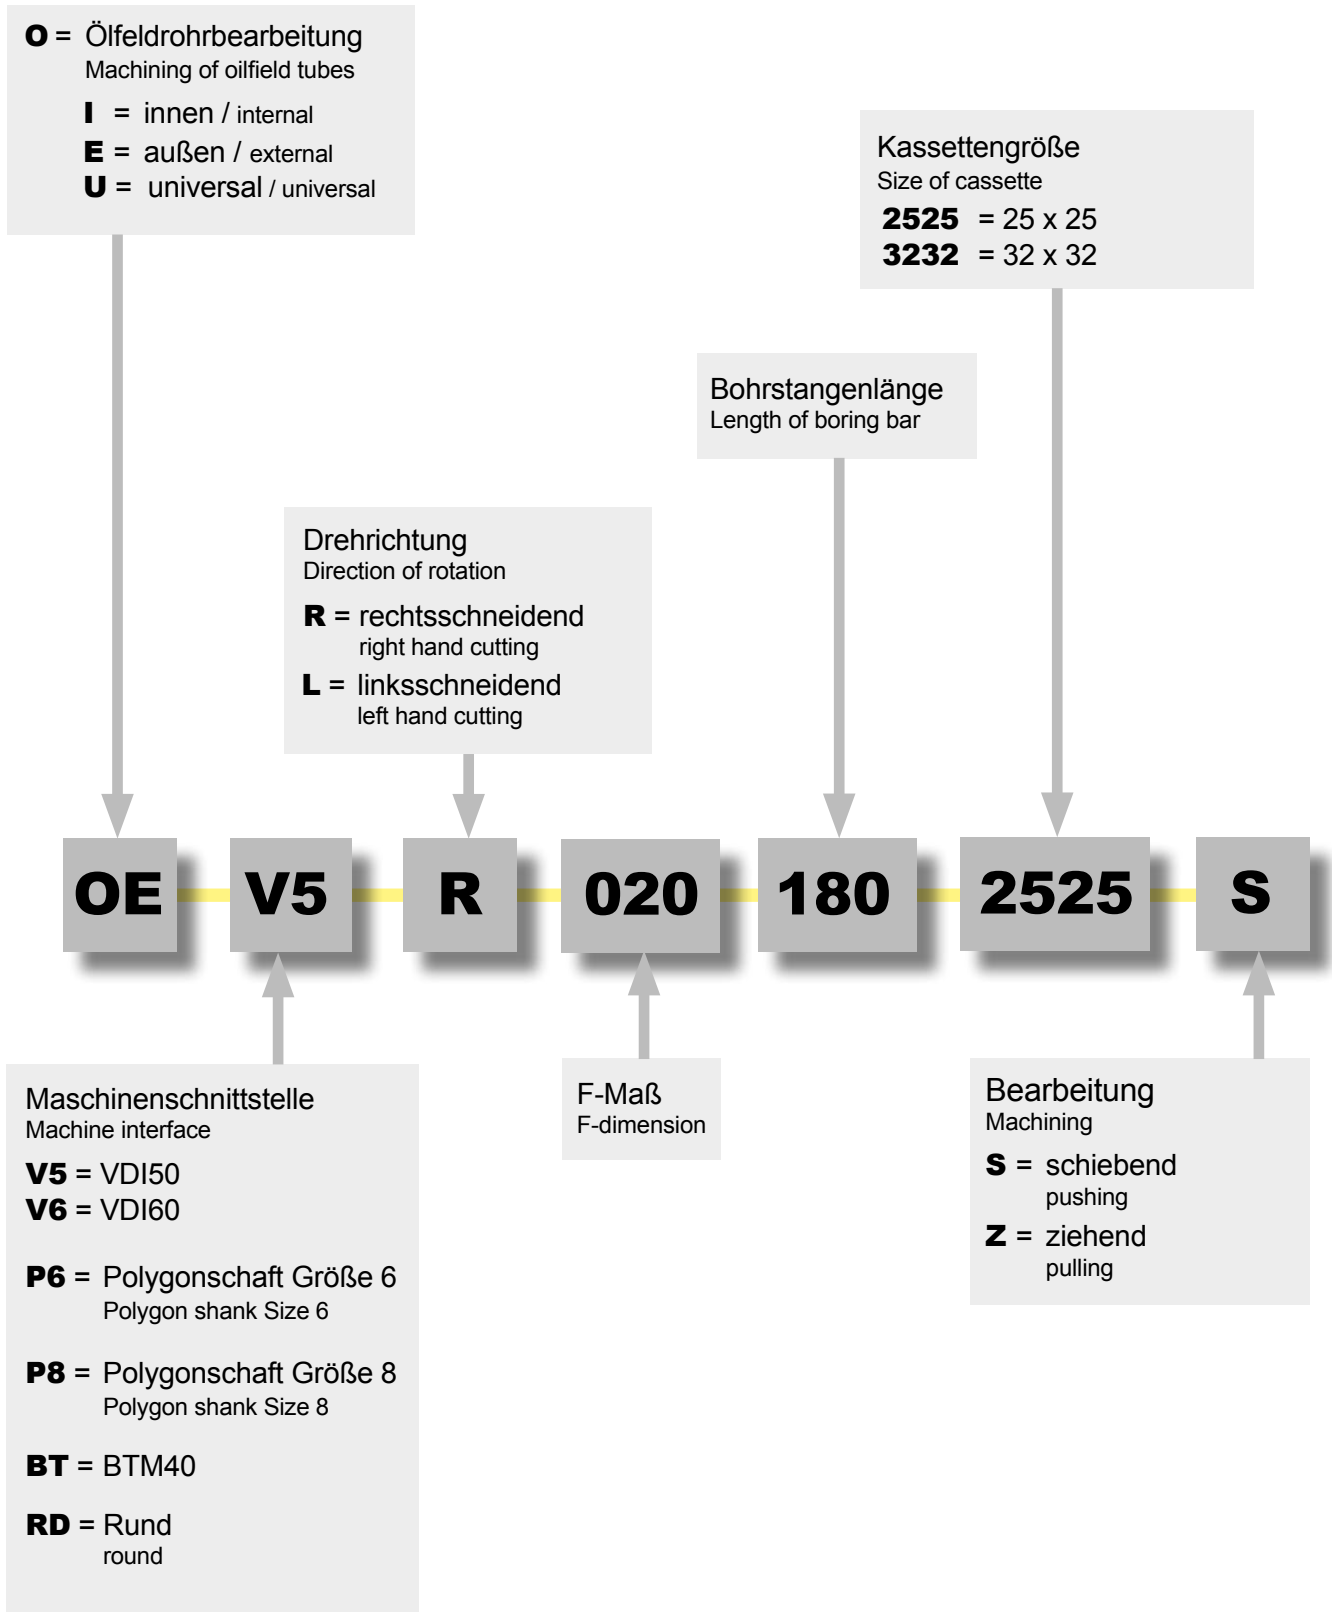 O = Ölfeldrohrbearbeitung
Machining of oilfield tubes
I = innen / internal
E = außen / external
U = universal / universal
Kassettengröße
Size of cassette
2525 = 25 x 25
3232 = 32 x 32
Bohrstangenlänge
Length of boring bar
Drehrichtung
Direction of rotation
R = rechtsschneidend
right hand cutting
L = linksschneidend
left hand cutting
OE V5 R 020 180 2525 S
Maschinenschnittstelle
Machine interface
V5 = VDI50
V6 = VDI60
P6 = Polygonschaft Größe 6
Polygon shank Size 6
P8 = Polygonschaft Größe 8
Polygon shank Size 8
BT = BTM40
RD = Rund
round
F-Maß
F-dimension
Bearbeitung
Machining
S = schiebend
pushing
Z = ziehend
pulling